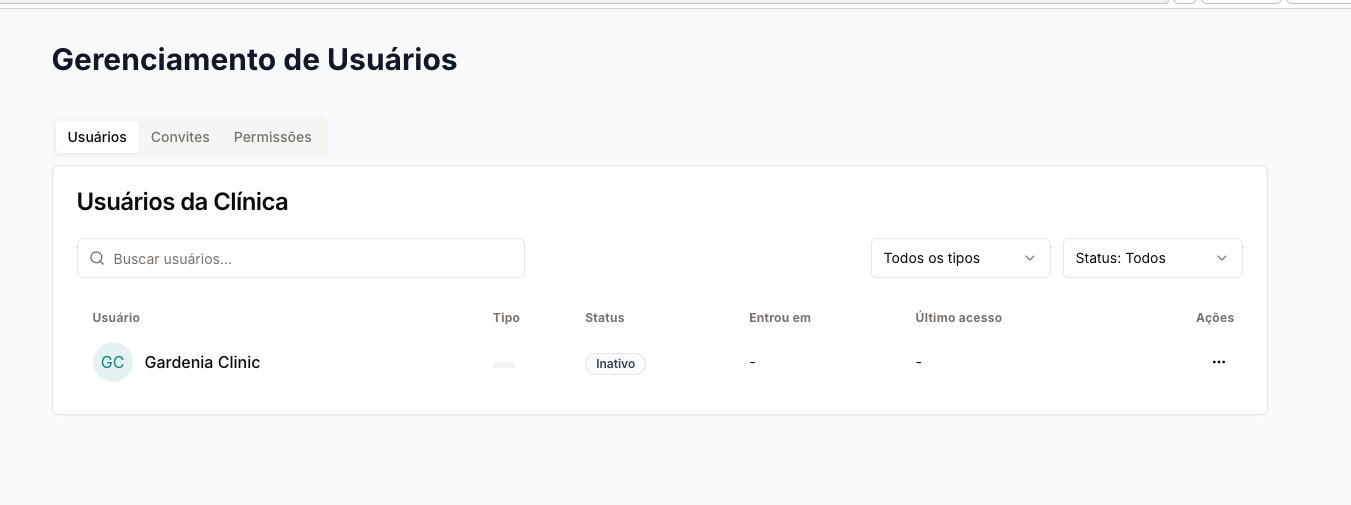 Gerenciamento de Usuários
Usuários Convites Permissões
Usuários da Clínica
Buscar usuários... Todos os tipos Status: Todos
Usuário Tipo Status Entrou em Último acesso Ações
GC Gardenia Clinic Inativo - - ...